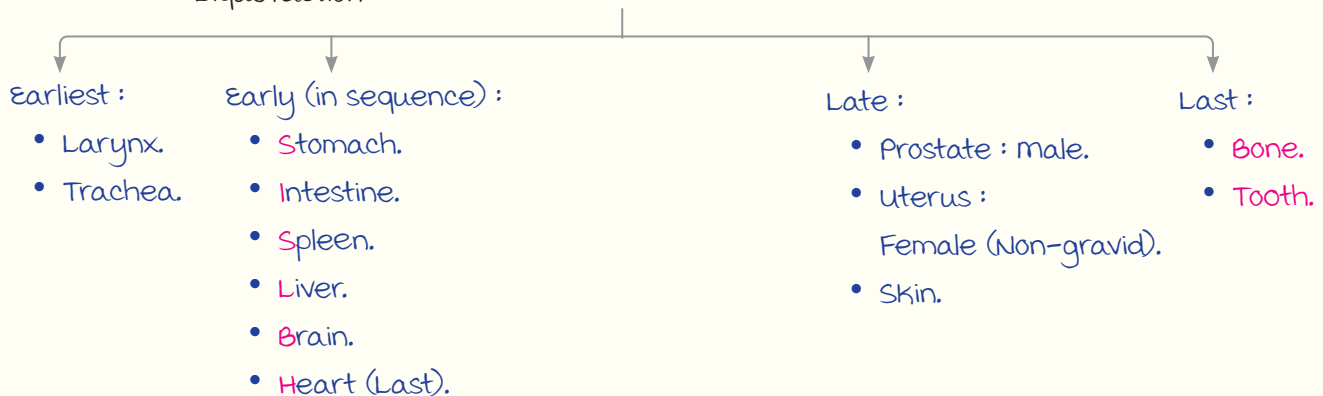 Earliest :
• Larynx.
• Trachea.
Early (in sequence) :
• Stomach.
• Intestine.
• Spleen.
• Liver.
• Brain.
• Heart (Last).
Late :
• Prostate : male.
• Uterus :
Female (Non-gravid).
• Skin.
Last :
• Bone.
• Tooth.